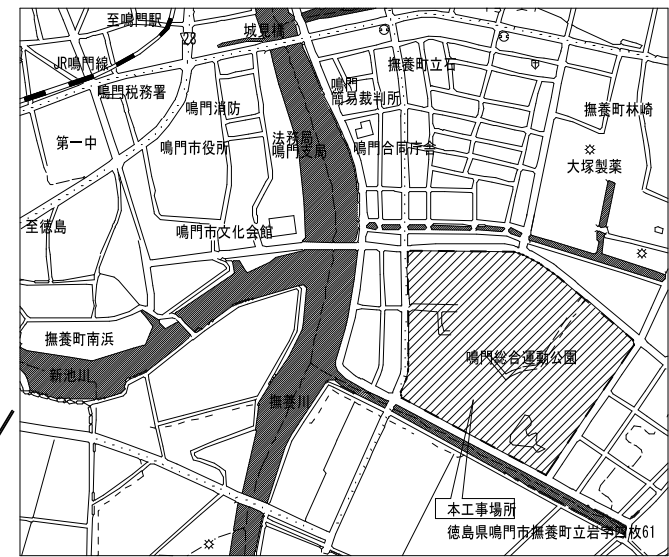 至鳴門駅
28
城見橋
JR鳴門線
鳴門税務署
撫養町立石
鳴門
簡易裁判所
鳴門消防
撫養町林崎
第一中
鳴門市役所
法務局
鳴門支局
鳴門合同庁舎
大塚製薬
至徳島
鳴門市文化会館
撫養町南浜
鳴門総合運動公園
新池川
撫養川
本工事場所
徳島県鳴門市撫養町立岩字四枚61